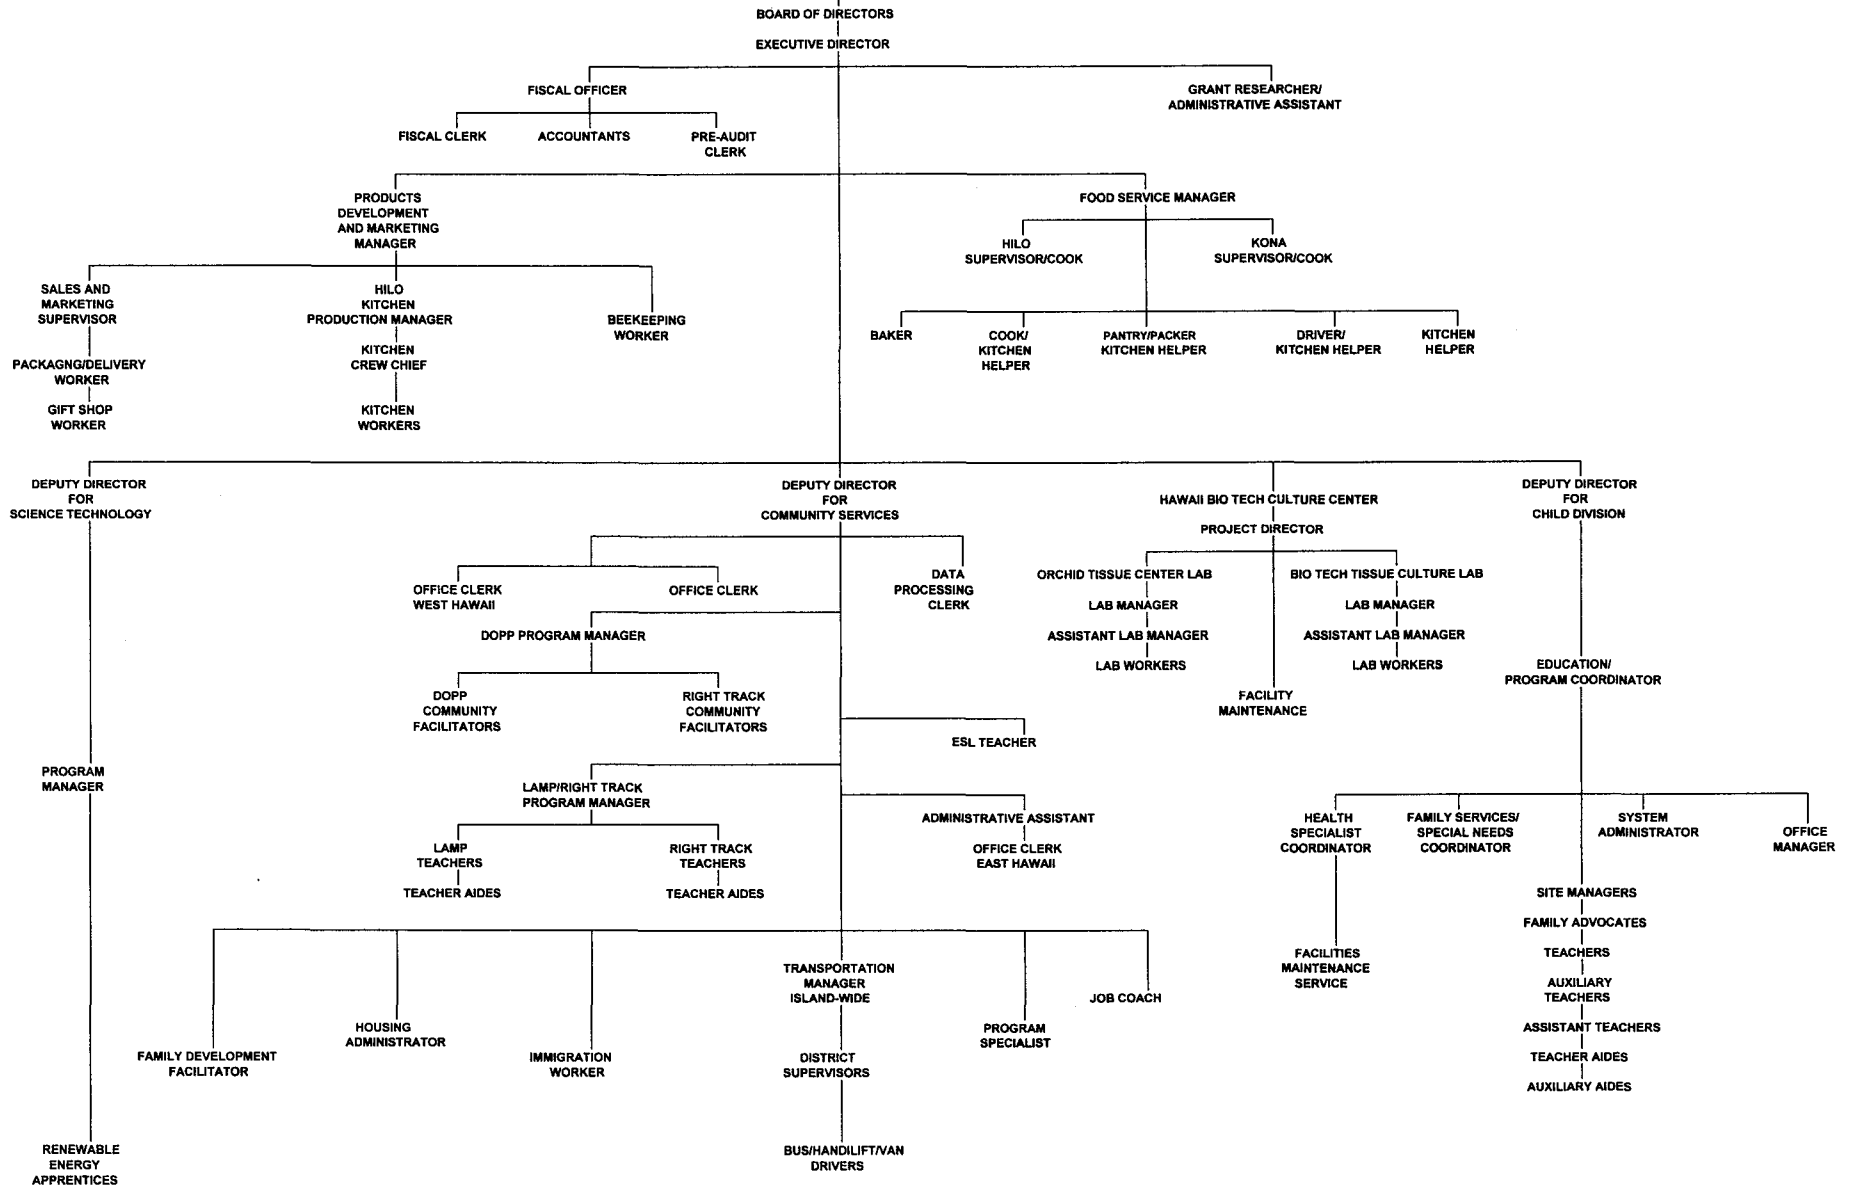 BOARD OF DIRECTORS
EXECUTIVE DIRECTOR
FISCAL OFFICER
GRANT RESEARCHER/
ADMINISTRATIVE ASSISTANT
FISCAL CLERK
ACCOUNTANTS
PRE-AUDIT
CLERK
PRODUCTS
DEVELOPMENT
AND MARKETING
MANAGER
FOOD SERVICE MANAGER
HILO
SUPERVISOR/COOK
KONA
SUPERVISOR/COOK
SALES AND
MARKETING
SUPERVISOR
HILO
KITCHEN
PRODUCTION MANAGER
BEEKEEPING
WORKER
BAKER
COOK/
KITCHEN
HELPER
PANTRY/PACKER
KITCHEN HELPER
DRIVER/
KITCHEN HELPER
KITCHEN
HELPER
KITCHEN
CREW CHIEF
PACKAGNG/DELIVERY
WORKER
GIFT SHOP
WORKER
KITCHEN
WORKERS
DEPUTY DIRECTOR
FOR
SCIENCE TECHNOLOGY
DEPUTY DIRECTOR
FOR
COMMUNITY SERVICES
HAWAII BIO TECH CULTURE CENTER
PROJECT DIRECTOR
DEPUTY DIRECTOR
FOR
CHILD DIVISION
OFFICE CLERK
WEST HAWAII
OFFICE CLERK
DATA
PROCESSING
CLERK
ORCHID TISSUE CENTER LAB
LAB MANAGER
ASSISTANT LAB MANAGER
LAB WORKERS
BIO TECH TISSUE CULTURE LAB
LAB MANAGER
ASSISTANT LAB MANAGER
LAB WORKERS
DOPP PROGRAM MANAGER
EDUCATION/
PROGRAM COORDINATOR
DOPP
COMMUNITY
FACILITATORS
RIGHT TRACK
COMMUNITY
FACILITATORS
FACILITY
MAINTENANCE
ESL TEACHER
PROGRAM
MANAGER
LAMP/RIGHT TRACK
PROGRAM MANAGER
ADMINISTRATIVE ASSISTANT
OFFICE CLERK
EAST HAWAII
LAMP
TEACHERS
TEACHER AIDES
RIGHT TRACK
TEACHERS
TEACHER AIDES
HEALTH
SPECIALIST
COORDINATOR
FAMILY SERVICES/
SPECIAL NEEDS
COORDINATOR
SYSTEM
ADMINISTRATOR
OFFICE
MANAGER
SITE MANAGERS
FAMILY ADVOCATES
TEACHERS
AUXILIARY
TEACHERS
ASSISTANT TEACHERS
TEACHER AIDES
AUXILIARY AIDES
FACILITIES
MAINTENANCE
SERVICE
TRANSPORTATION
MANAGER
ISLAND-WIDE
JOB COACH
HOUSING
ADMINISTRATOR
PROGRAM
SPECIALIST
FAMILY DEVELOPMENT
FACILITATOR
IMMIGRATION
WORKER
DISTRICT
SUPERVISORS
RENEWABLE
ENERGY
APPRENTICES
BUS/HANDILIFT/VAN
DRIVERS